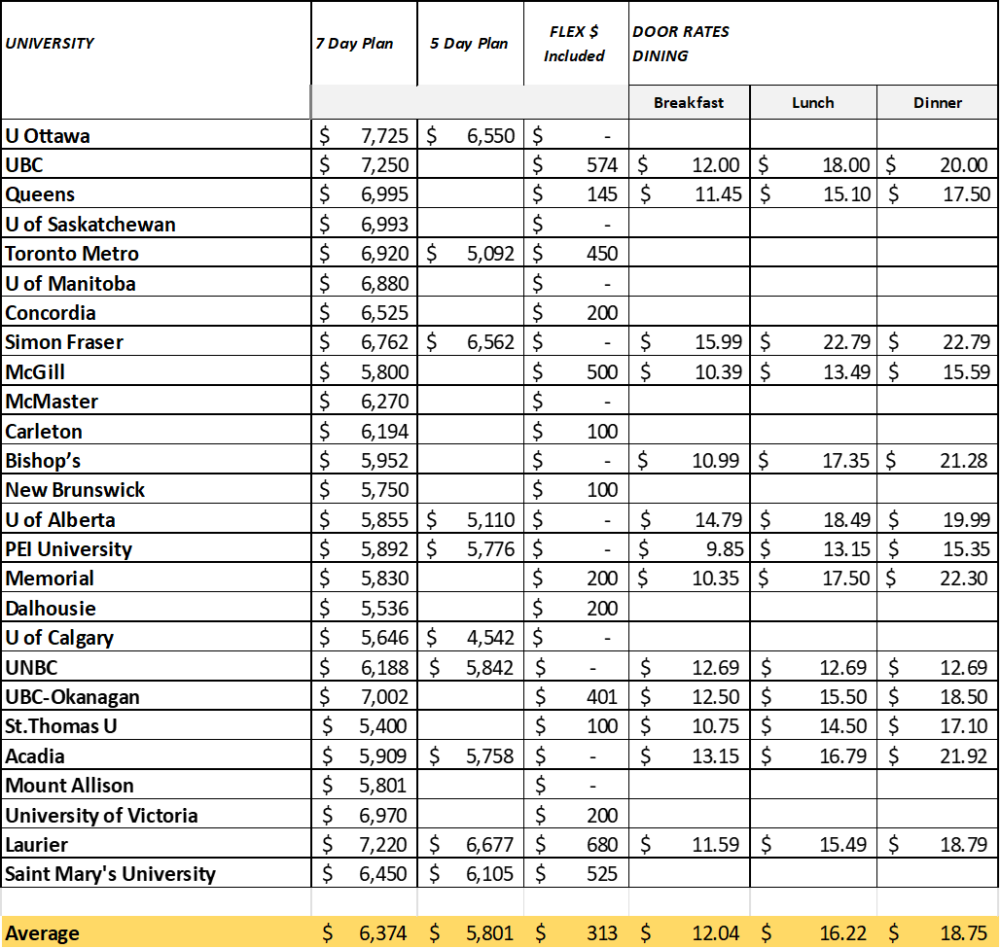 UNIVERSITY 7 Day Plan 5 Day Plan FLEX $ Included DOOR RATES DINING
Breakfast Lunch Dinner
U Ottawa $ 7,725 $ 6,550 $ -
UBC $ 7,250 $ 574 $ 12.00 $ 18.00 $ 20.00
Queens $ 6,995 $ 145 $ 11.45 $ 15.10 $ 17.50
U of Saskatchewan $ 6,993 $ -
Toronto Metro $ 6,920 $ 5,092 $ 450
U of Manitoba $ 6,880 $ -
Concordia $ 6,525 $ 200
Simon Fraser $ 6,762 $ 6,562 $ - $ 15.99 $ 22.79 $ 22.79
McGill $ 5,800 $ 500 $ 10.39 $ 13.49 $ 15.59
McMaster $ 6,270 $ -
Carleton $ 6,194 $ 100
Bishop’s $ 5,952 $ - $ 10.99 $ 17.35 $ 21.28
New Brunswick $ 5,750 $ 100
U of Alberta $ 5,855 $ 5,110 $ - $ 14.79 $ 18.49 $ 19.99
PEI University $ 5,892 $ 5,776 $ - $ 9.85 $ 13.15 $ 15.35
Memorial $ 5,830 $ 200 $ 10.35 $ 17.50 $ 22.30
Dalhousie $ 5,536 $ 200
U of Calgary $ 5,646 $ 4,542 $ -
UNBC $ 6,188 $ 5,842 $ - $ 12.69 $ 12.69 $ 12.69
UBC-Okanagan $ 7,002 $ 401 $ 12.50 $ 15.50 $ 18.50
St.Thomas U $ 5,400 $ 100 $ 10.75 $ 14.50 $ 17.10
Acadia $ 5,909 $ 5,758 $ - $ 13.15 $ 16.79 $ 21.92
Mount Allison $ 5,801 $ -
University of Victoria $ 6,970 $ 200
Laurier $ 7,220 $ 6,677 $ 680 $ 11.59 $ 15.49 $ 18.79
Saint Mary's University $ 6,450 $ 6,105 $ 525
Average $ 6,374 $ 5,801 $ 313 $ 12.04 $ 16.22 $ 18.75